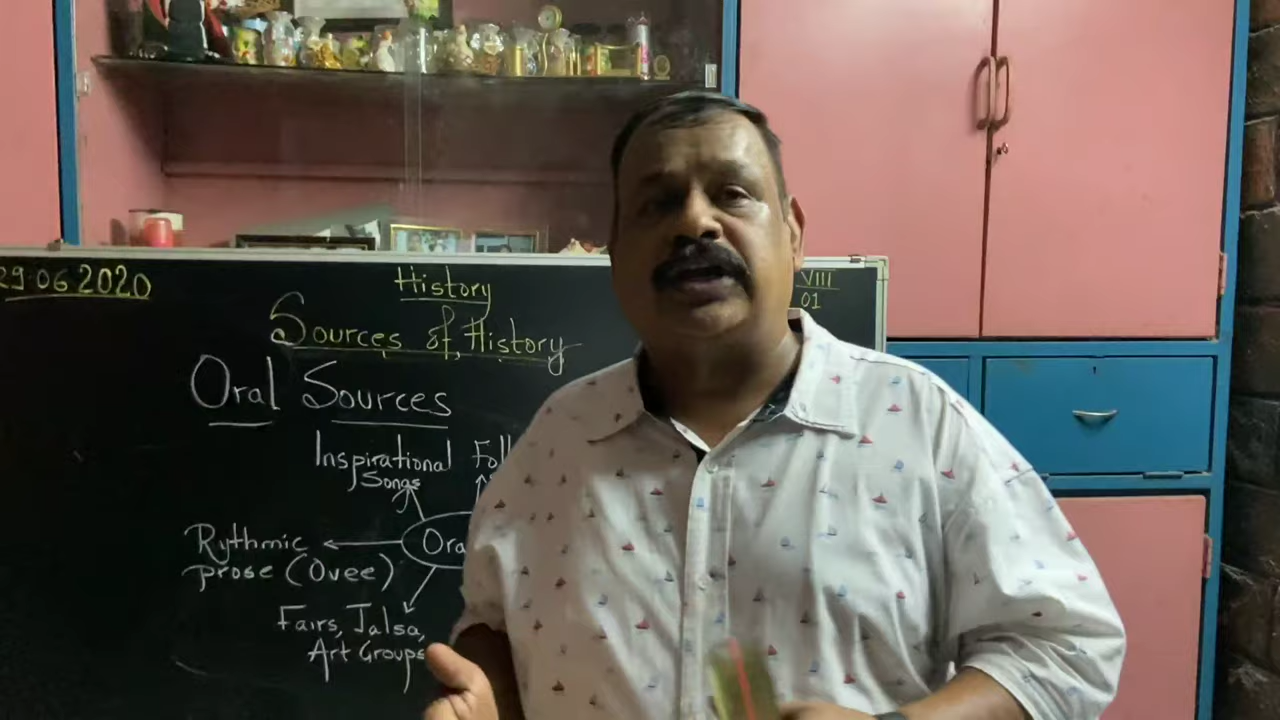 29.06.2020
History
VIII
01
Sources of History
Oral Sources
Inspirational
Songs
Rythmic
prose (Ovee)
Fairs, Jalsa,
Art Groups